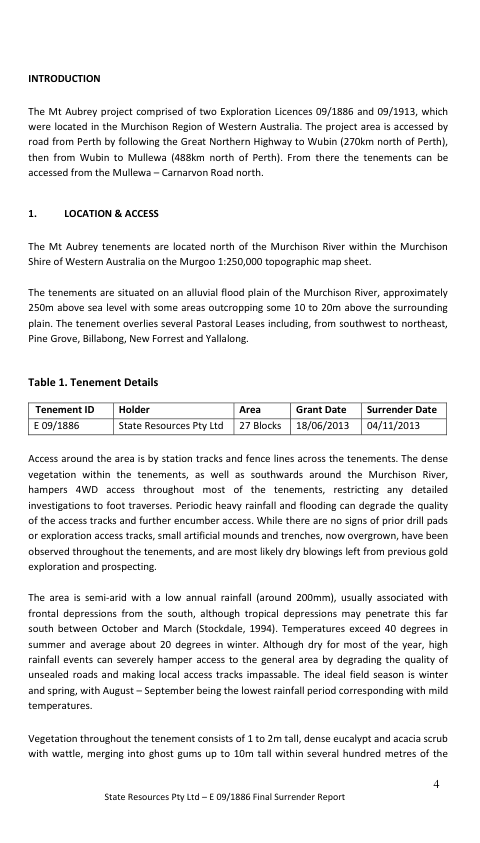 INTRODUCTION
The Mt Aubrey project comprised of two Exploration Licences 09/1886 and 09/1913, which
were located in the Murchison Region of Western Australia. The project area is accessed by
road from Perth by following the Great Northern Highway to Wubin (270km north of Perth),
then from Wubin to Mullewa (488km north of Perth). From there the tenements can be
accessed from the Mullewa – Carnarvon Road north.
1. LOCATION & ACCESS
The Mt Aubrey tenements are located north of the Murchison River within the Murchison
Shire of Western Australia on the Murgoo 1:250,000 topographic map sheet.
The tenements are situated on an alluvial flood plain of the Murchison River, approximately
250m above sea level with some areas outcropping some 10 to 20m above the surrounding
plain. The tenement overlies several Pastoral Leases including, from southwest to northeast,
Pine Grove, Billabong, New Forrest and Yallalong.
Table 1. Tenement Details
Tenement ID Holder Area Grant Date Surrender Date
E 09/1886 State Resources Pty Ltd 27 Blocks 18/06/2013 04/11/2013
Access around the area is by station tracks and fence lines across the tenements. The dense
vegetation within the tenements, as well as southwards around the Murchison River,
hampers 4WD access throughout most of the tenements, restricting any detailed
investigations to foot traverses. Periodic heavy rainfall and flooding can degrade the quality
of the access tracks and further encumber access. While there are no signs of prior drill pads
or exploration access tracks, small artificial mounds and trenches, now overgrown, have been
observed throughout the tenements, and are most likely dry blowings left from previous gold
exploration and prospecting.
The area is semi-arid with a low annual rainfall (around 200mm), usually associated with
frontal depressions from the south, although tropical depressions may penetrate this far
south between October and March (Stockdale, 1994). Temperatures exceed 40 degrees in
summer and average about 20 degrees in winter. Although dry for most of the year, high
rainfall events can severely hamper access to the general area by degrading the quality of
unsealed roads and making local access tracks impassable. The ideal field season is winter
and spring, with August – September being the lowest rainfall period corresponding with mild
temperatures.
Vegetation throughout the tenement consists of 1 to 2m tall, dense eucalypt and acacia scrub
with wattle, merging into ghost gums up to 10m tall within several hundred metres of the
4
State Resources Pty Ltd – E 09/1886 Final Surrender Report